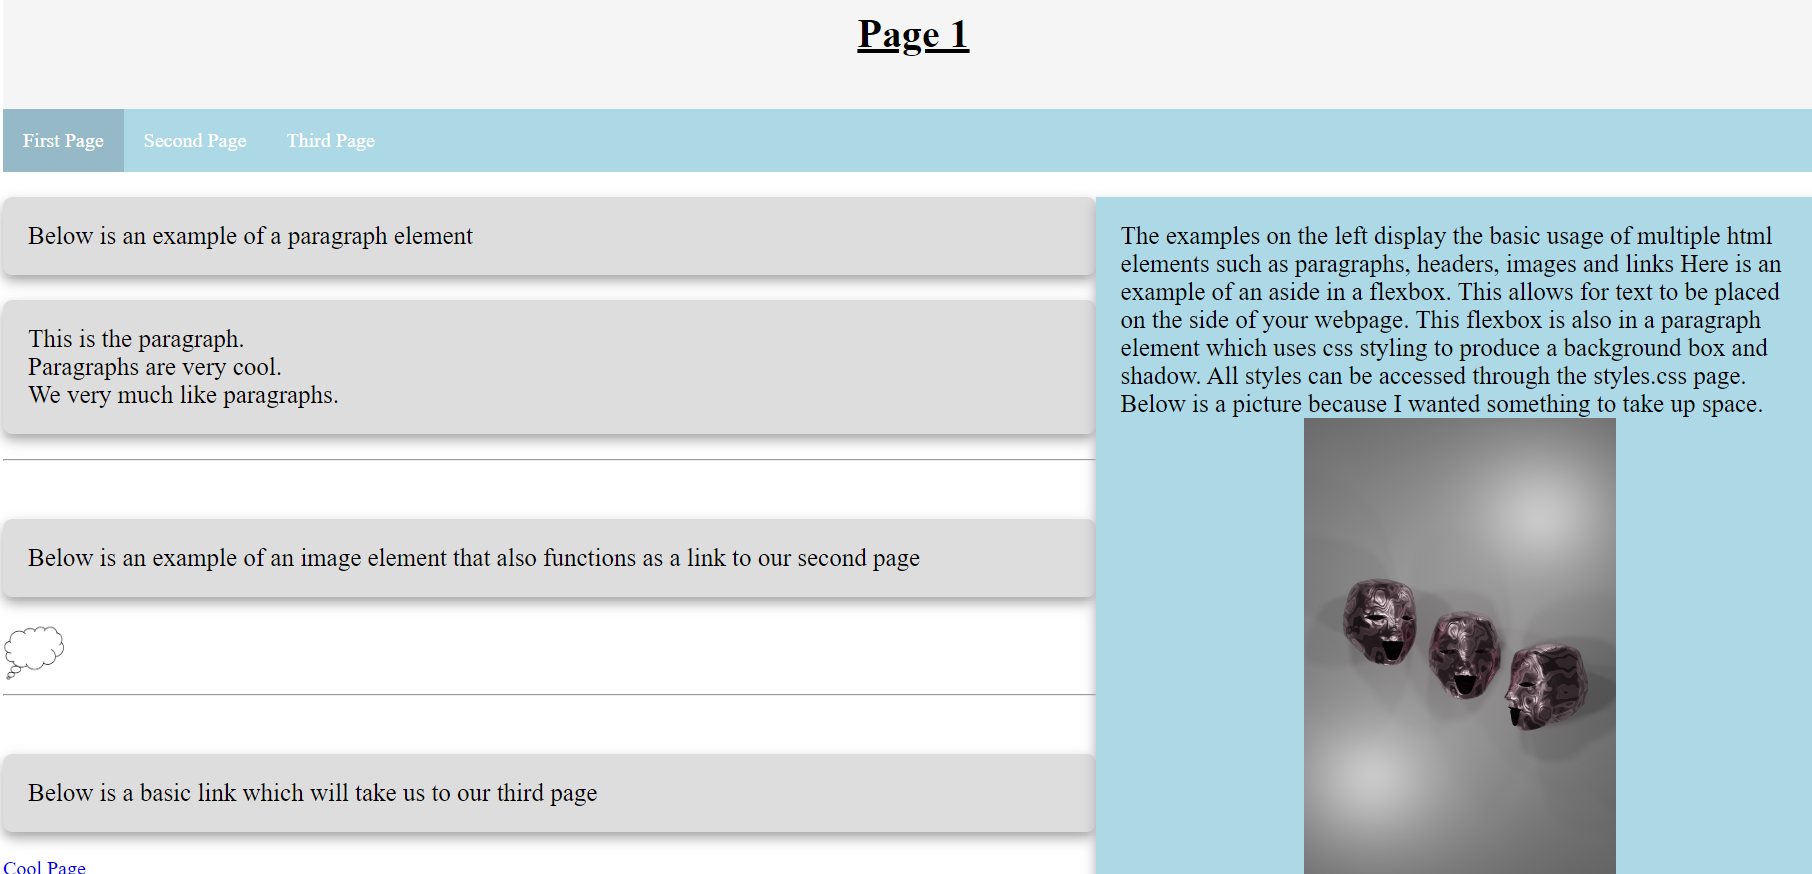 Page 1
First Page
Second Page
Third Page
Below is an example of a paragraph element
This is the paragraph.
Paragraphs are very cool.
We very much like paragraphs.
Below is an example of an image element that also functions as a link to our second page
Below is a basic link which will take us to our third page
Cool Page
The examples on the left display the basic usage of multiple html
elements such as paragraphs, headers, images and links Here is an
example of an aside in a flexbox. This allows for text to be placed
on the side of your webpage. This flexbox is also in a paragraph
element which uses css styling to produce a background box and
shadow. All styles can be accessed through the styles.css page.
Below is a picture because I wanted something to take up space.